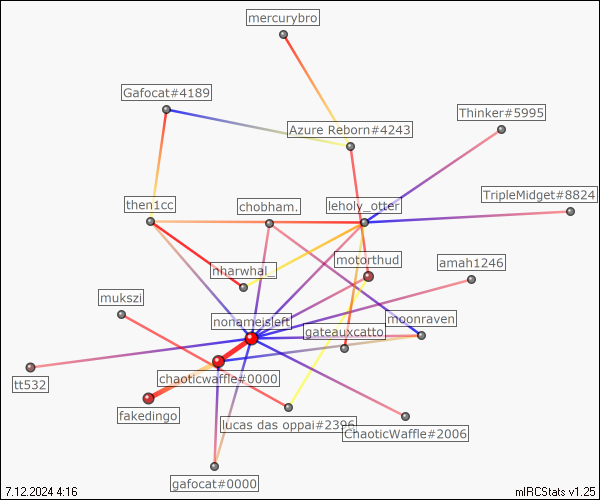 mercurybro
Gafocat#4189
Thinker#5995
Azure Reborn#4243
TripleMidget#8824
then1cc
chobham.
leholy_otter
motorthud
nharwhal_
amah1246
mukszi
nonameisleft
moonraven
gateauxcatto
chaoticwaffle#0000
tt532
fakedingo
lucas das oppai#2396
ChaoticWaffle#2006
gafocat#0000
7.12.2024 4:16
mIRCStats v1.25